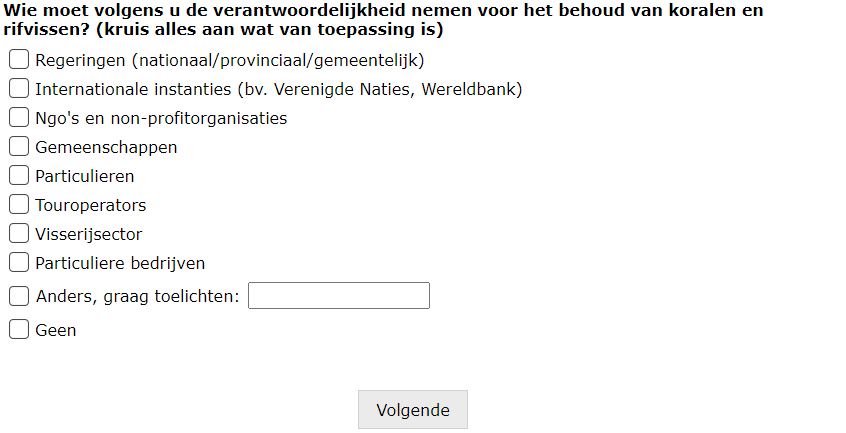 Wie moet volgens u de verantwoordelijkheid nemen voor het behoud van koralen en
rifvissen? (kruis alles aan wat van toepassing is)
Regeringen (nationaal/provinciaal/gemeentelijk)
Internationale instanties (bv. Verenigde Naties, Wereldbank)
Ngo's en non-profitorganisaties
Gemeenschappen
Particulieren
Touroperators
Visserijsector
Particuliere bedrijven
Anders, graag toelichten:
Geen
Volgende